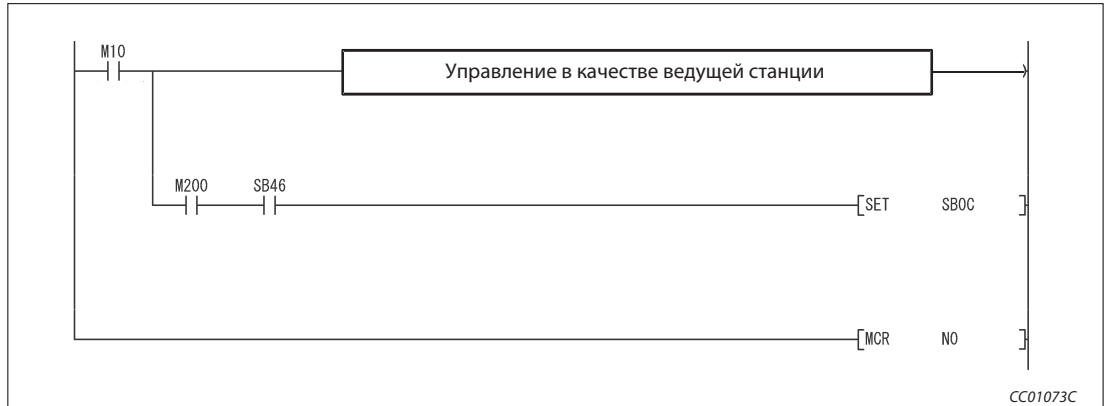 M10
Управление в качестве ведущей станции
M200 SB46
[SET SB0C ]
[MCR N0 ]
CC01073C